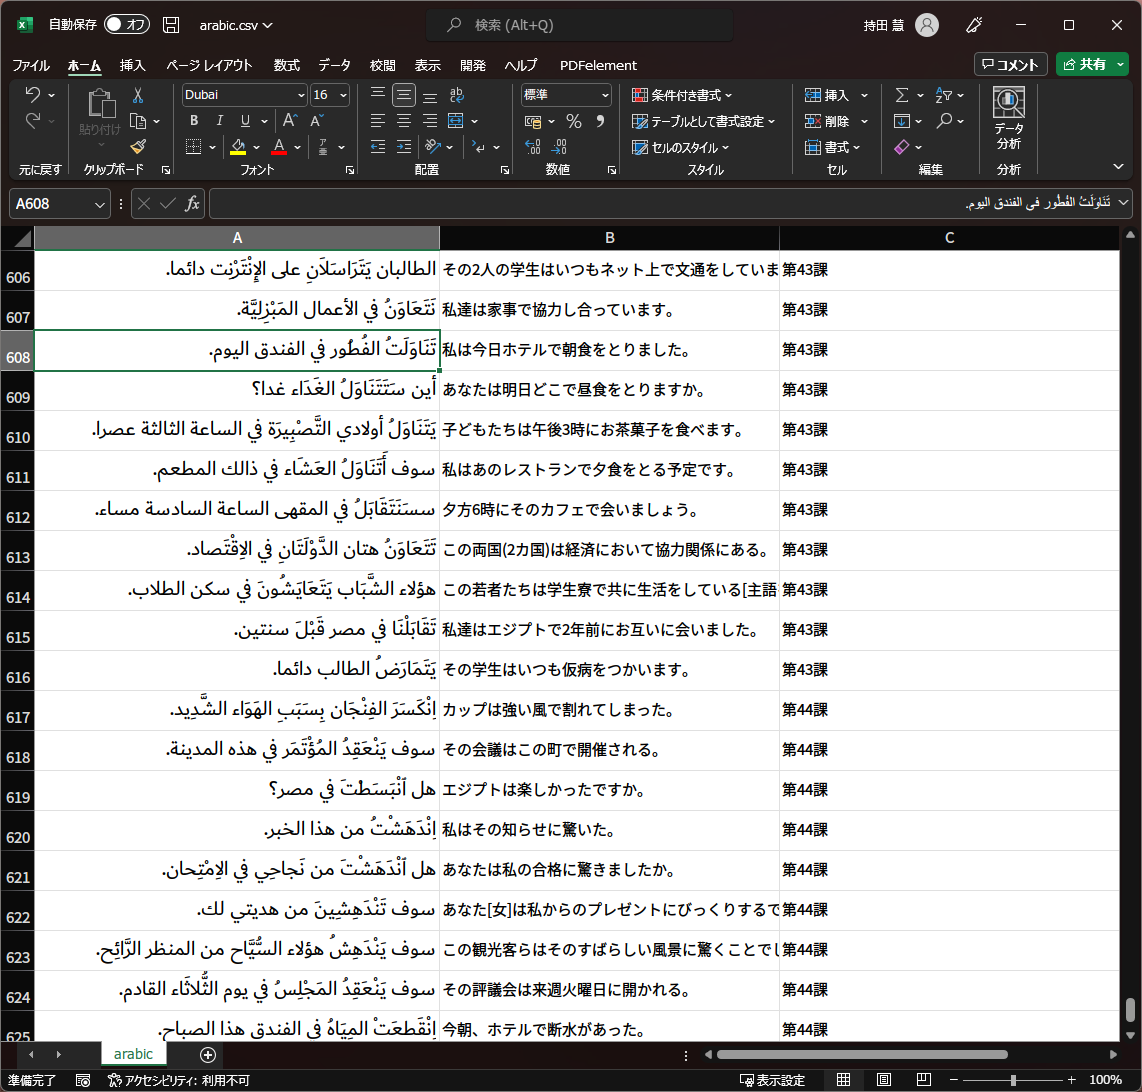 自動保存 オフ arabic.csv 検索 (Alt+Q) 持田 慧
ファイル ホーム 挿入 ページ レイアウト 数式 データ 校閲 表示 開発 ヘルプ PDFelement コメント 共有
貼り付け Dubai 16 標準 条件付き書式 挿入
B I U テーブルとして書式設定 削除 データ
セルのスタイル 書式 分析
元に戻す クリップボード フォント 配置 数値 スタイル セル 編集 分析
A608 fx تَنَاوَلَتُ الفُطُور في الفندق اليوم.
A B C
606 الطالبان يَتَرَاسَلَانِ على الإِنْتَرْنِت دائما. その2人の学生はいつもネット上で文通をしていま 第43課
607 نَتَعَاوَنُ في الأعمال المَنْزِلِيَّة. 私達は家事で協力し合っています。 第43課
608 تَنَاوَلَتُ الفُطُور في الفندق اليوم. 私は今日ホテルで朝食をとりました。 第43課
609 أين سَتَتَنَاوَلُ الغَدَاء غدا؟ あなたは明日どこで昼食をとりますか。 第43課
610 يَتَنَاوَلُ أولادي التَّصْبِيرَة في الساعة الثالثة عصرا. 子どもたちは午後3時にお茶菓子を食べます。 第43課
611 سوف أَتَنَاوَلُ العَشَاء في ذالك المطعم. 私はあのレストランで夕食をとる予定です。 第43課
612 سسَنَتَقَابَلُ في المقهى الساعة السادسة مساء. 夕方6時にそのカフェで会いましょう。 第43課
613 تَتَعَاوَنُ هتان الدَّوْلَتَانِ في الاِقْتَصاد. この両国(2カ国)は経済において協力関係にある。 第43課
614 هؤلاء الشَّبَاب يَتَعَايَشُونَ في سكن الطلاب. この若者たちは学生寮で共に生活をしている[主語 第43課
615 تَقَابَلْنَا في مصر قَبْلَ سنتين. 私達はエジプトで2年前にお互いに会いました。 第43課
616 يَتَمَارَضُ الطالب دائما. その学生はいつも仮病をつかいます。 第43課
617 اِنْكَسَرَ الفِنْجَان بِسَبَبِ الهَوَاء الشَّدِيد. カップは強い風で割れてしまった。 第44課
618 سوف يَنْعَقِدُ المُؤْتَمَر في هذه المدينة. その会議はこの町で開催される。 第44課
619 هل ٱنْبَسَطْتَ في مصر؟ エジプトは楽しかったですか。 第44課
620 اِنْدَهَشْتُ من هذا الخبر. 私はその知らせに驚いた。 第44課
621 هل ٱنْدَهَشْتَ من نَجاحِي في الاِمْتِحان. あなたは私の合格に驚きましたか。 第44課
622 سوف تَنْدَهِشِينَ من هديتي لك. あなた[女]は私からのプレゼントにびっくりするで 第44課
623 سوف يَنْدَهِشُ هؤلاء السُّيَّاح من المنظر الرَّائِح. この観光客らはそのすばらしい風景に驚くことでし 第44課
624 سوف يَنْعَقِدُ المَجْلِسُ في يوم الثُّلَاثَاء القادم. その評議会は来週火曜日に開かれる。 第44課
625 اِنْقَطعَتْ المِيَاهُ في الفندق هذا الصباح. 今朝、ホテルで断水があった。 第44課
arabic
準備完了 アクセシビリティ: 利用不可 表示設定 100%